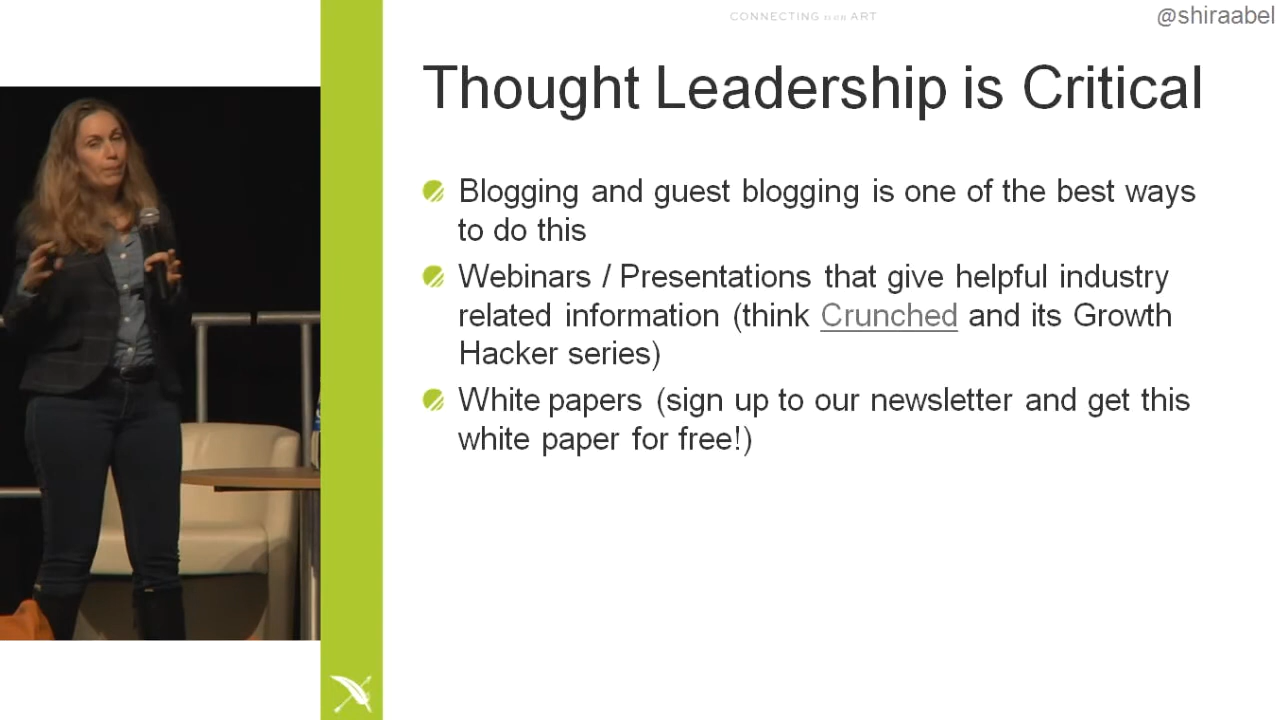 CONNECTING is an ART
@shiraabel
Thought Leadership is Critical
Blogging and guest blogging is one of the best ways
to do this
Webinars / Presentations that give helpful industry
related information (think Crunched and its Growth
Hacker series)
White papers (sign up to our newsletter and get this
white paper for free!)